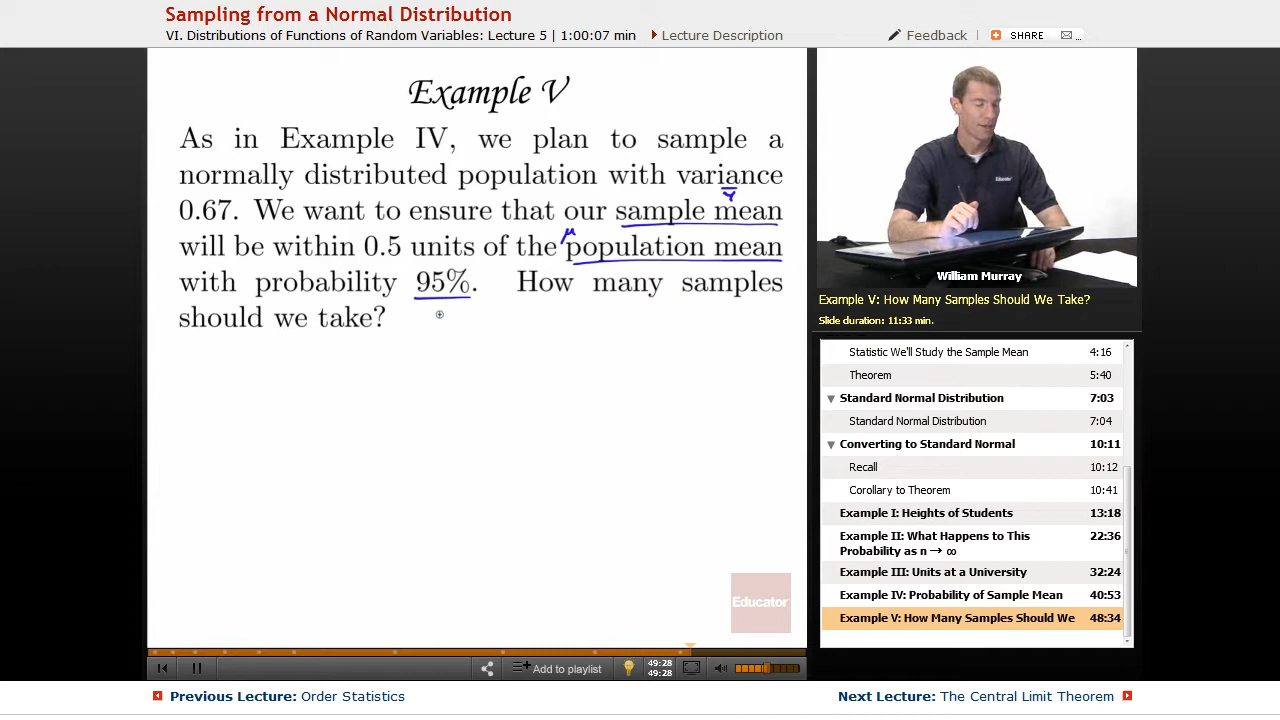 Sampling from a Normal Distribution
VI. Distributions of Functions of Random Variables: Lecture 5 | 1:00:07 min
Lecture Description
Feedback
SHARE
Example V
As in Example IV, we plan to sample a
normally distributed population with variance
Ȳ
0.67. We want to ensure that our sample mean
μ
will be within 0.5 units of the population mean
with probability 95%. How many samples
should we take?
Educator
Educator
William Murray
Example V: How Many Samples Should We Take?
Slide duration: 11:33 min.
Statistic We'll Study the Sample Mean 4:16
Theorem 5:40
Standard Normal Distribution 7:03
Standard Normal Distribution 7:04
Converting to Standard Normal 10:11
Recall 10:12
Corollary to Theorem 10:41
Example I: Heights of Students 13:18
Example II: What Happens to This 22:36
Probability as n → ∞
Example III: Units at a University 32:24
Example IV: Probability of Sample Mean 40:53
Example V: How Many Samples Should We 48:34
Add to playlist
49:28
49:28
Previous Lecture: Order Statistics
Next Lecture: The Central Limit Theorem